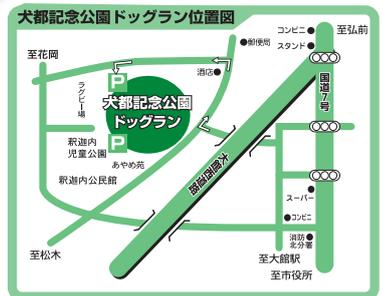 犬都記念公園ドッグラン位置図
至花岡
ラグビー場
P
犬都記念公園
ドッグラン
P
釈迦内
児童公園
あやめ苑
釈迦内公民館
至松木
郵便局
酒店
コンビニ
スタンド
至弘前
国道7号
大館西道路
スーパー
コンビニ
消防
北分署
至大館駅
至市役所